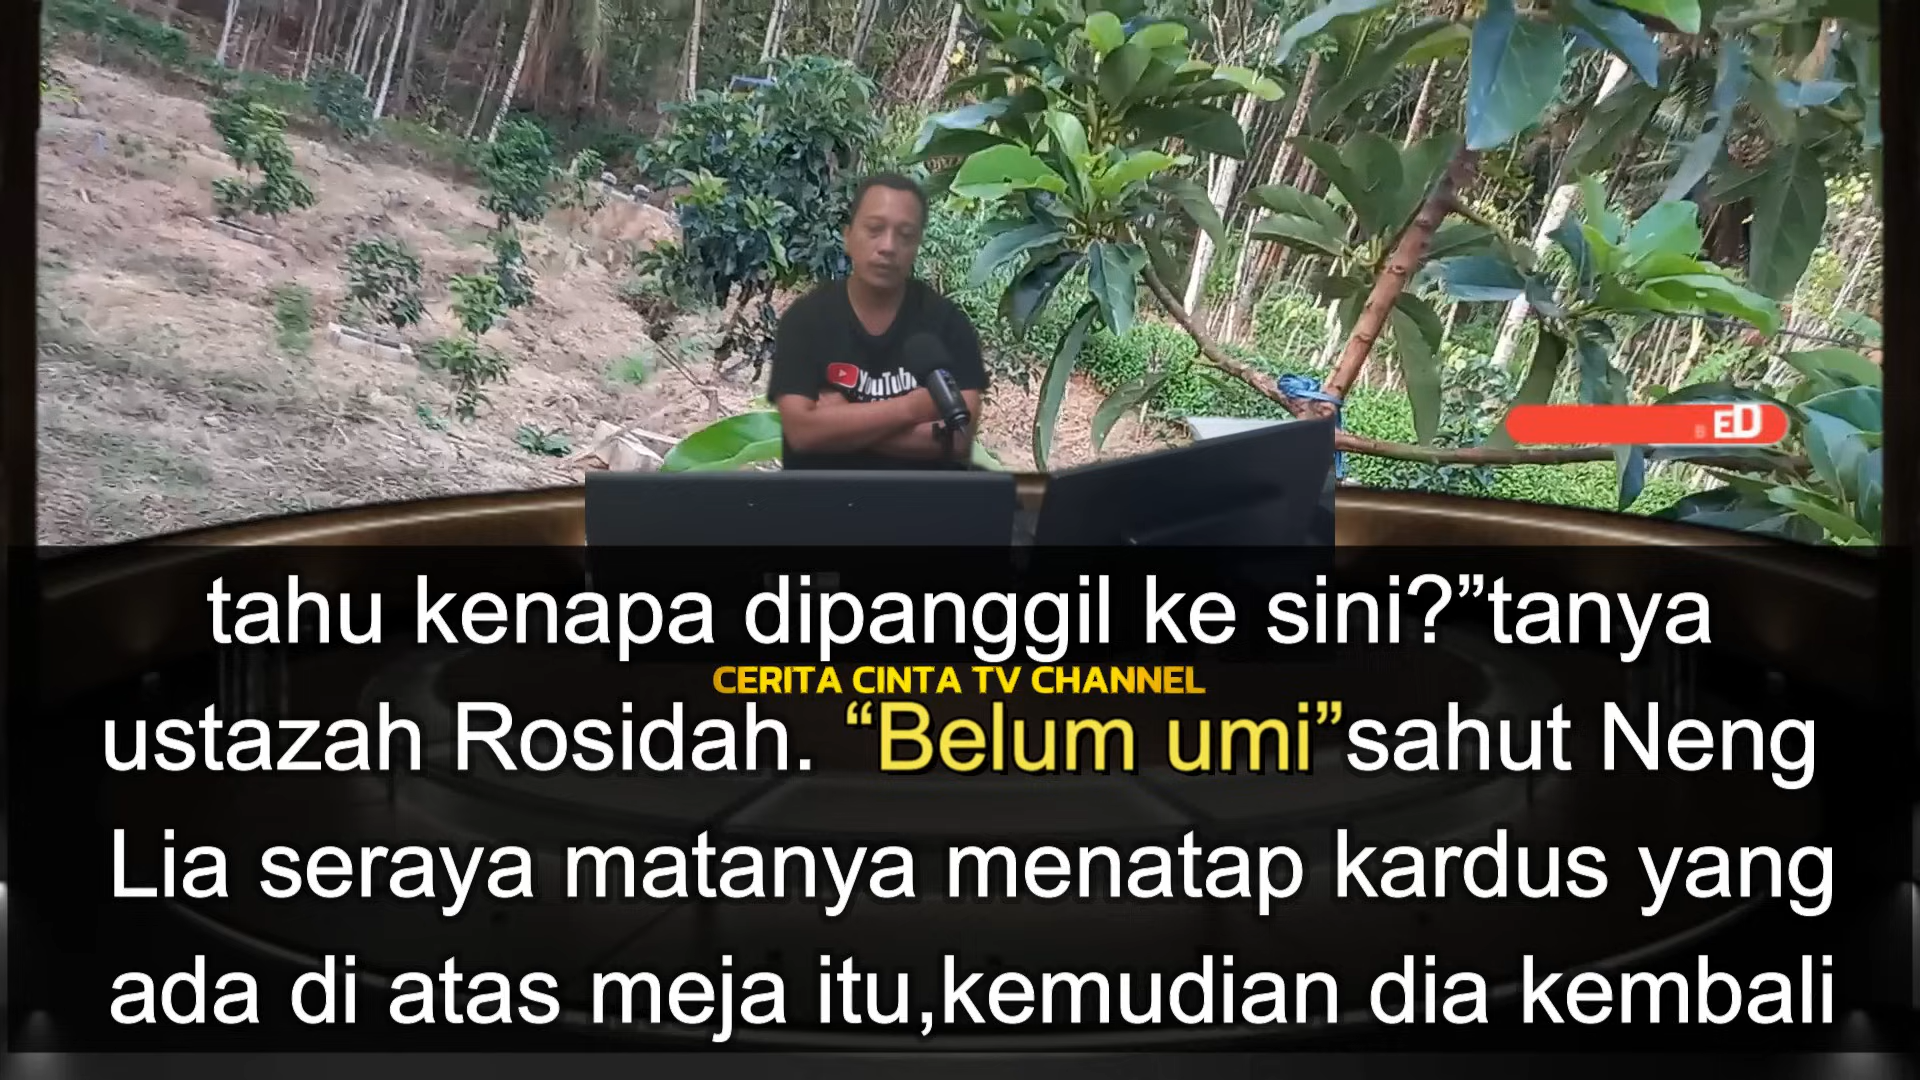 YouTube
ED
tahu kenapa dipanggil ke sini?”tanya
CERITA CINTA TV CHANNEL
ustazah Rosidah. “Belum umi”sahut Neng
Lia seraya matanya menatap kardus yang
ada di atas meja itu,kemudian dia kembali